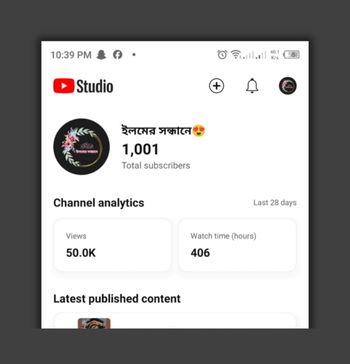 10:39 PM
Studio
ইলমের সন্ধানে😍
1,001
Total subscribers
Channel analytics
Last 28 days
Views
50.0K
Watch time (hours)
406
Latest published content